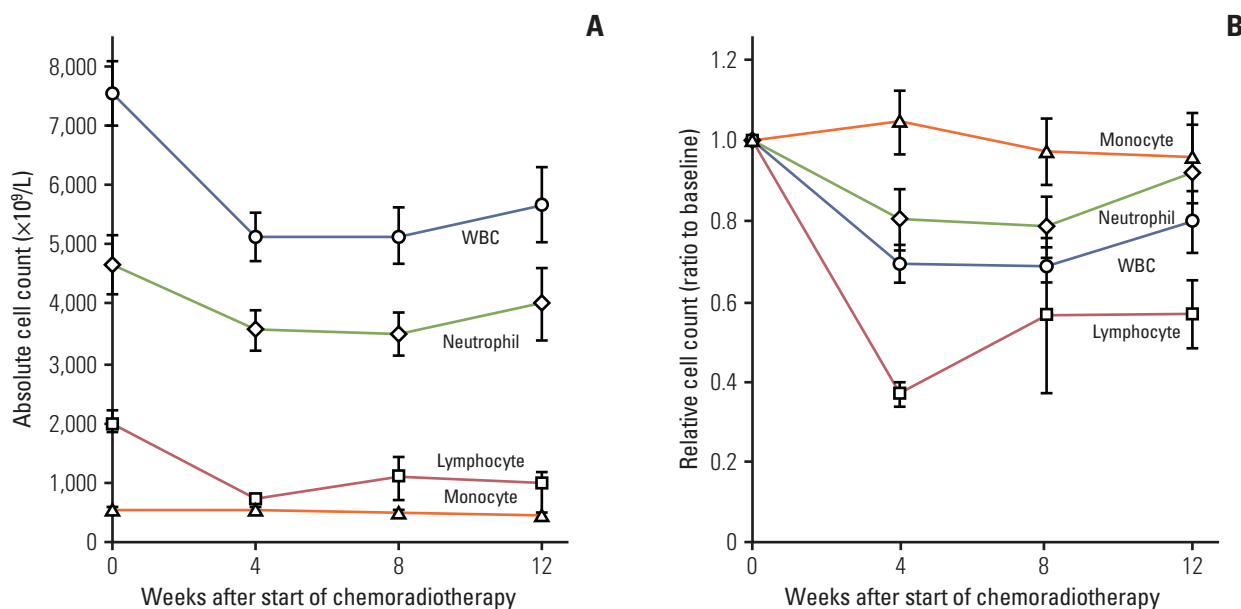 A
Absolute cell count (×10⁹/L)
8,000
7,000
6,000
5,000
4,000
3,000
2,000
1,000
0
WBC
Neutrophil
Lymphocyte
Monocyte
0 4 8 12
Weeks after start of chemoradiotherapy
B
Relative cell count (ratio to baseline)
1.2
1.0
0.8
0.6
0.4
0.2
0
Monocyte
Neutrophil
WBC
Lymphocyte
0 4 8 12
Weeks after start of chemoradiotherapy